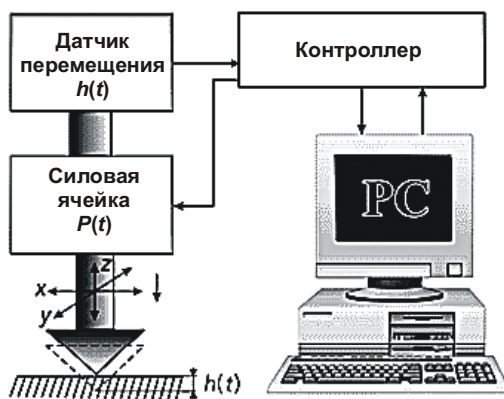 Датчик
перемещения
h(t)
Контроллер
Силовая
ячейка
P(t)
PC
z
x
y
h(t)